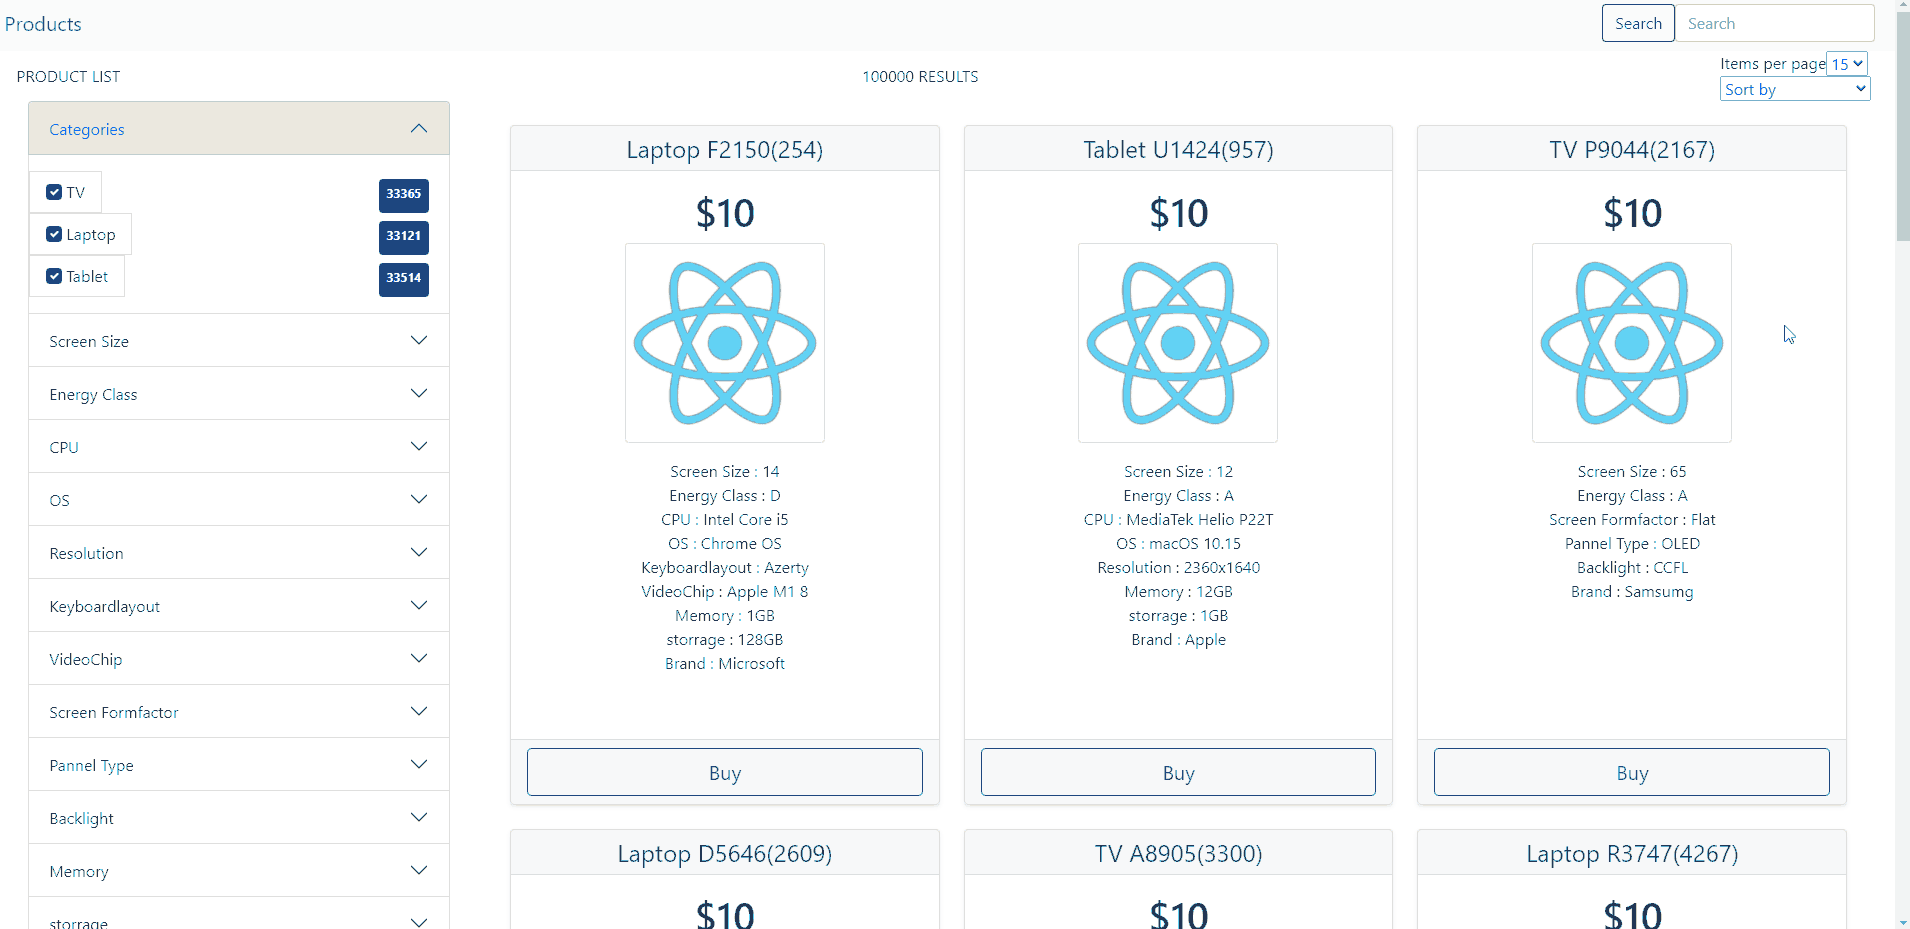 Products
Search
Search
PRODUCT LIST
100000 RESULTS
Items per page 15
Sort by
Categories
TV 33365
Laptop 33121
Tablet 33514
Screen Size
Energy Class
CPU
OS
Resolution
Keyboardlayout
VideoChip
Screen Formfactor
Pannel Type
Backlight
Memory
storrage
Laptop F2150(254)
$10
Screen Size : 14
Energy Class : D
CPU : Intel Core i5
OS : Chrome OS
Keyboardlayout : Azerty
VideoChip : Apple M1 8
Memory : 1GB
storrage : 128GB
Brand : Microsoft
Buy
Tablet U1424(957)
$10
Screen Size : 12
Energy Class : A
CPU : MediaTek Helio P22T
OS : macOS 10.15
Resolution : 2360x1640
Memory : 12GB
storrage : 1GB
Brand : Apple
Buy
TV P9044(2167)
$10
Screen Size : 65
Energy Class : A
Screen Formfactor : Flat
Pannel Type : OLED
Backlight : CCFL
Brand : Samsumg
Buy
Laptop D5646(2609)
$10
TV A8905(3300)
$10
Laptop R3747(4267)
$10